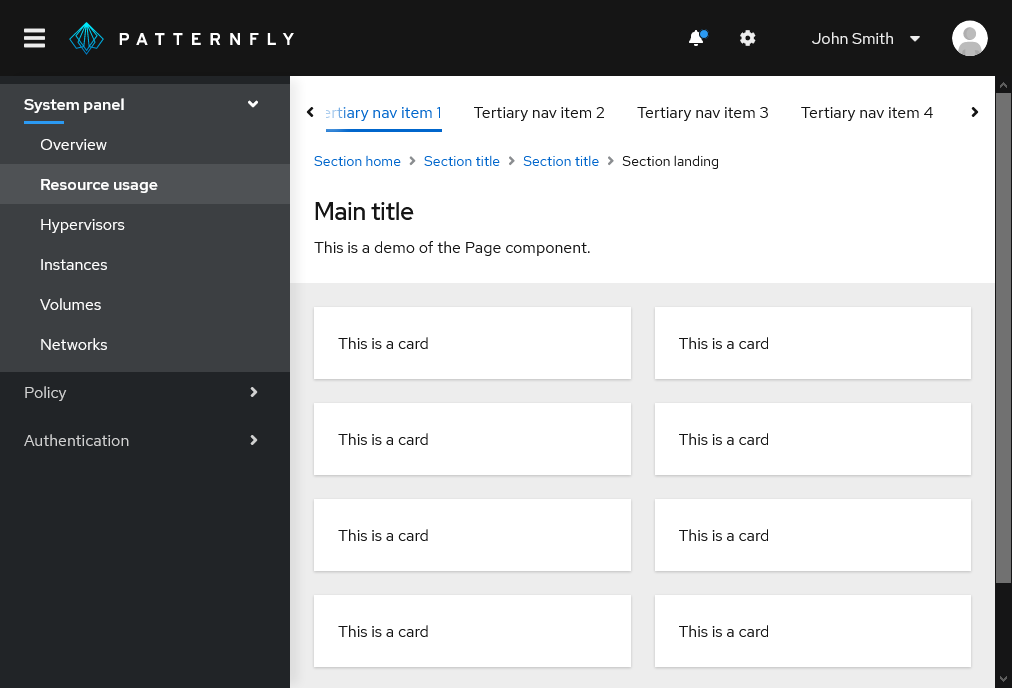 PATTERNFLY
John Smith
System panel
Overview
Resource usage
Hypervisors
Instances
Volumes
Networks
Policy
Authentication
ertiary nav item 1 Tertiary nav item 2 Tertiary nav item 3 Tertiary nav item 4
Section home Section title Section title Section landing
Main title
This is a demo of the Page component.
This is a card This is a card
This is a card This is a card
This is a card This is a card
This is a card This is a card